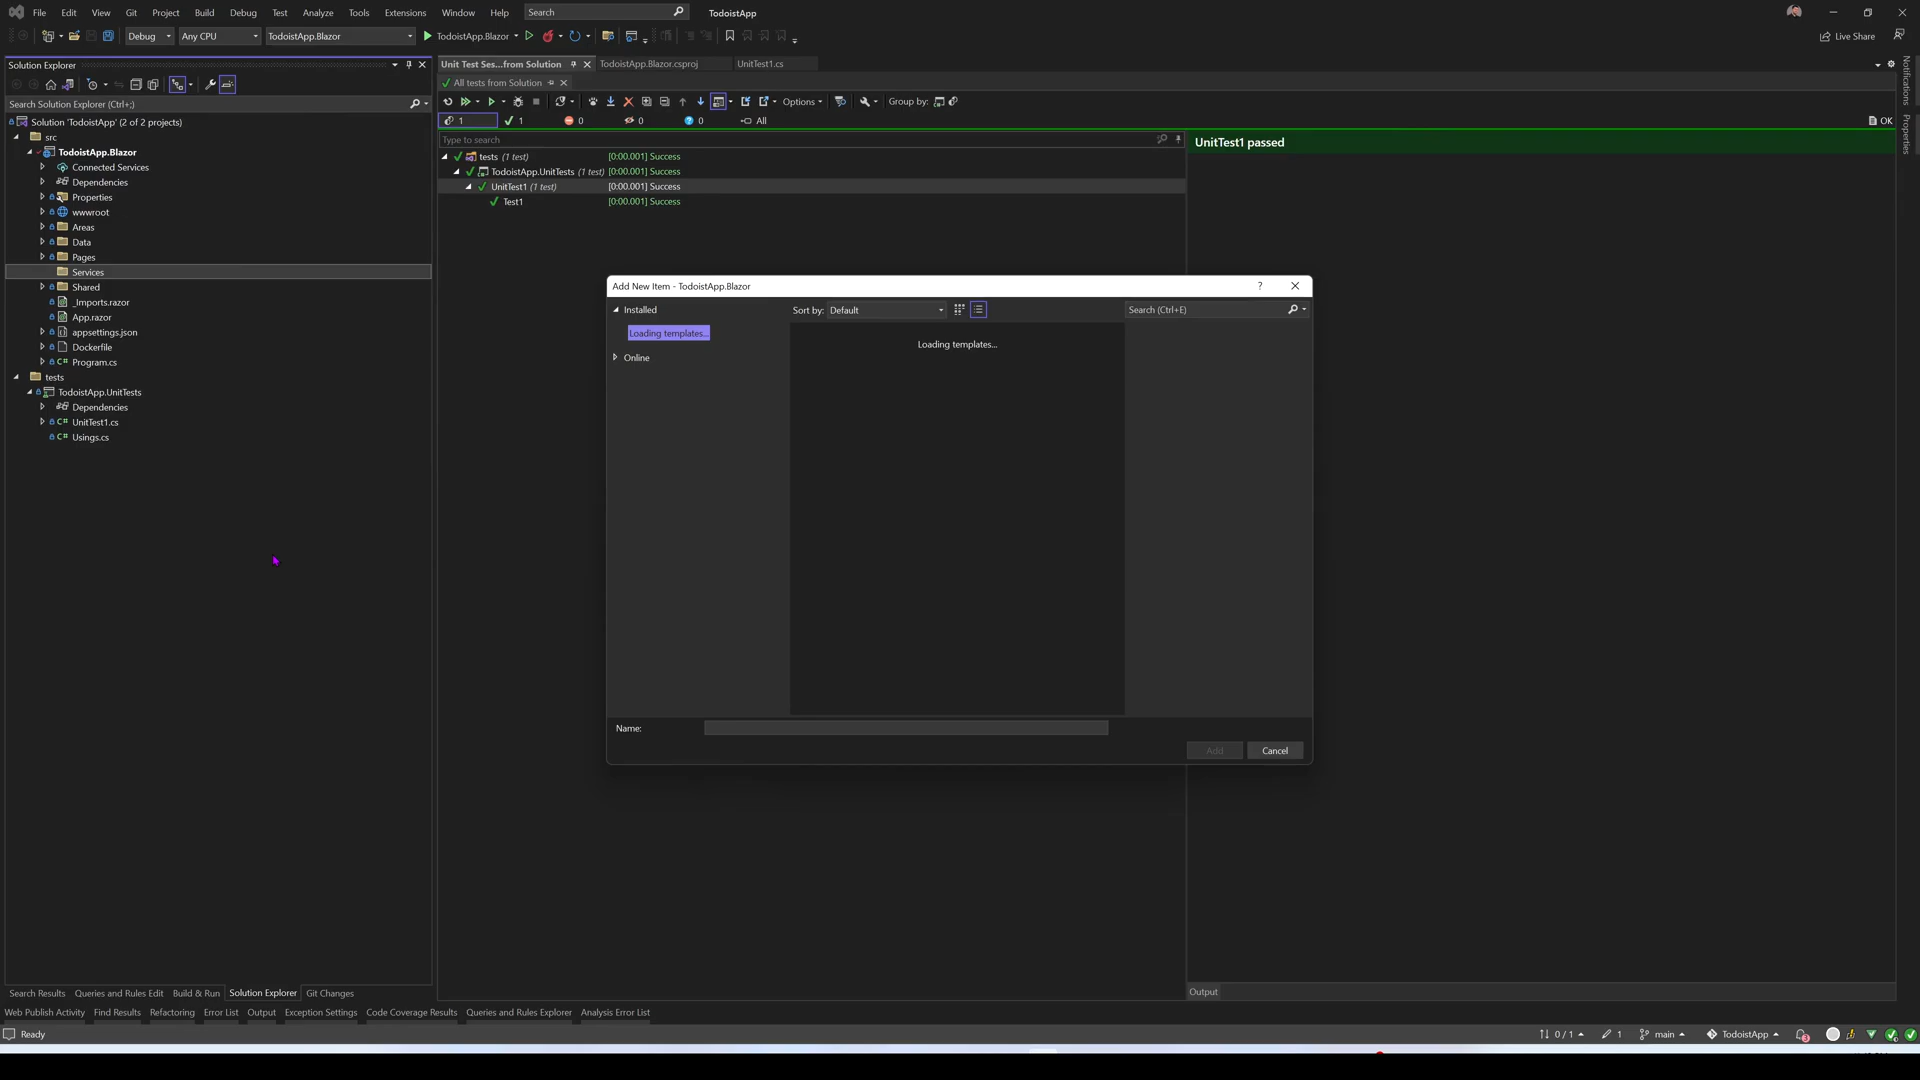 File Edit View Git Project Build Debug Test Analyze Tools Extensions Window Help Search TodoistApp
Debug Any CPU TodoistApp.Blazor TodoistApp.Blazor Live Share
Solution Explorer
Unit Test Ses...from Solution TodoistApp.Blazor.csproj UnitTest1.cs
All tests from Solution
Search Solution Explorer (Ctrl+;)
Options Group by:
1 1 0 0 0 All OK
Type to search
Solution 'TodoistApp' (2 of 2 projects)
src
TodoistApp.Blazor
Connected Services
Dependencies
Properties
wwwroot
Areas
Data
Pages
Services
Shared
_Imports.razor
App.razor
appsettings.json
Dockerfile
C# Program.cs
tests
TodoistApp.UnitTests
Dependencies
C# UnitTest1.cs
C# Usings.cs
tests (1 test) [0:00.001] Success
TodoistApp.UnitTests (1 test) [0:00.001] Success
UnitTest1 (1 test) [0:00.001] Success
Test1 [0:00.001] Success
UnitTest1 passed
Notifications
Properties
Add New Item - TodoistApp.Blazor ?
Installed
Sort by: Default
Search (Ctrl+E)
Loading templates...
Loading templates...
Online
Name:
Add Cancel
Output
Search Results Queries and Rules Edit Build & Run Solution Explorer Git Changes
Web Publish Activity Find Results Refactoring Error List Output Exception Settings Code Coverage Results Queries and Rules Explorer Analysis Error List
Ready 0 / 1 1 main TodoistApp 3